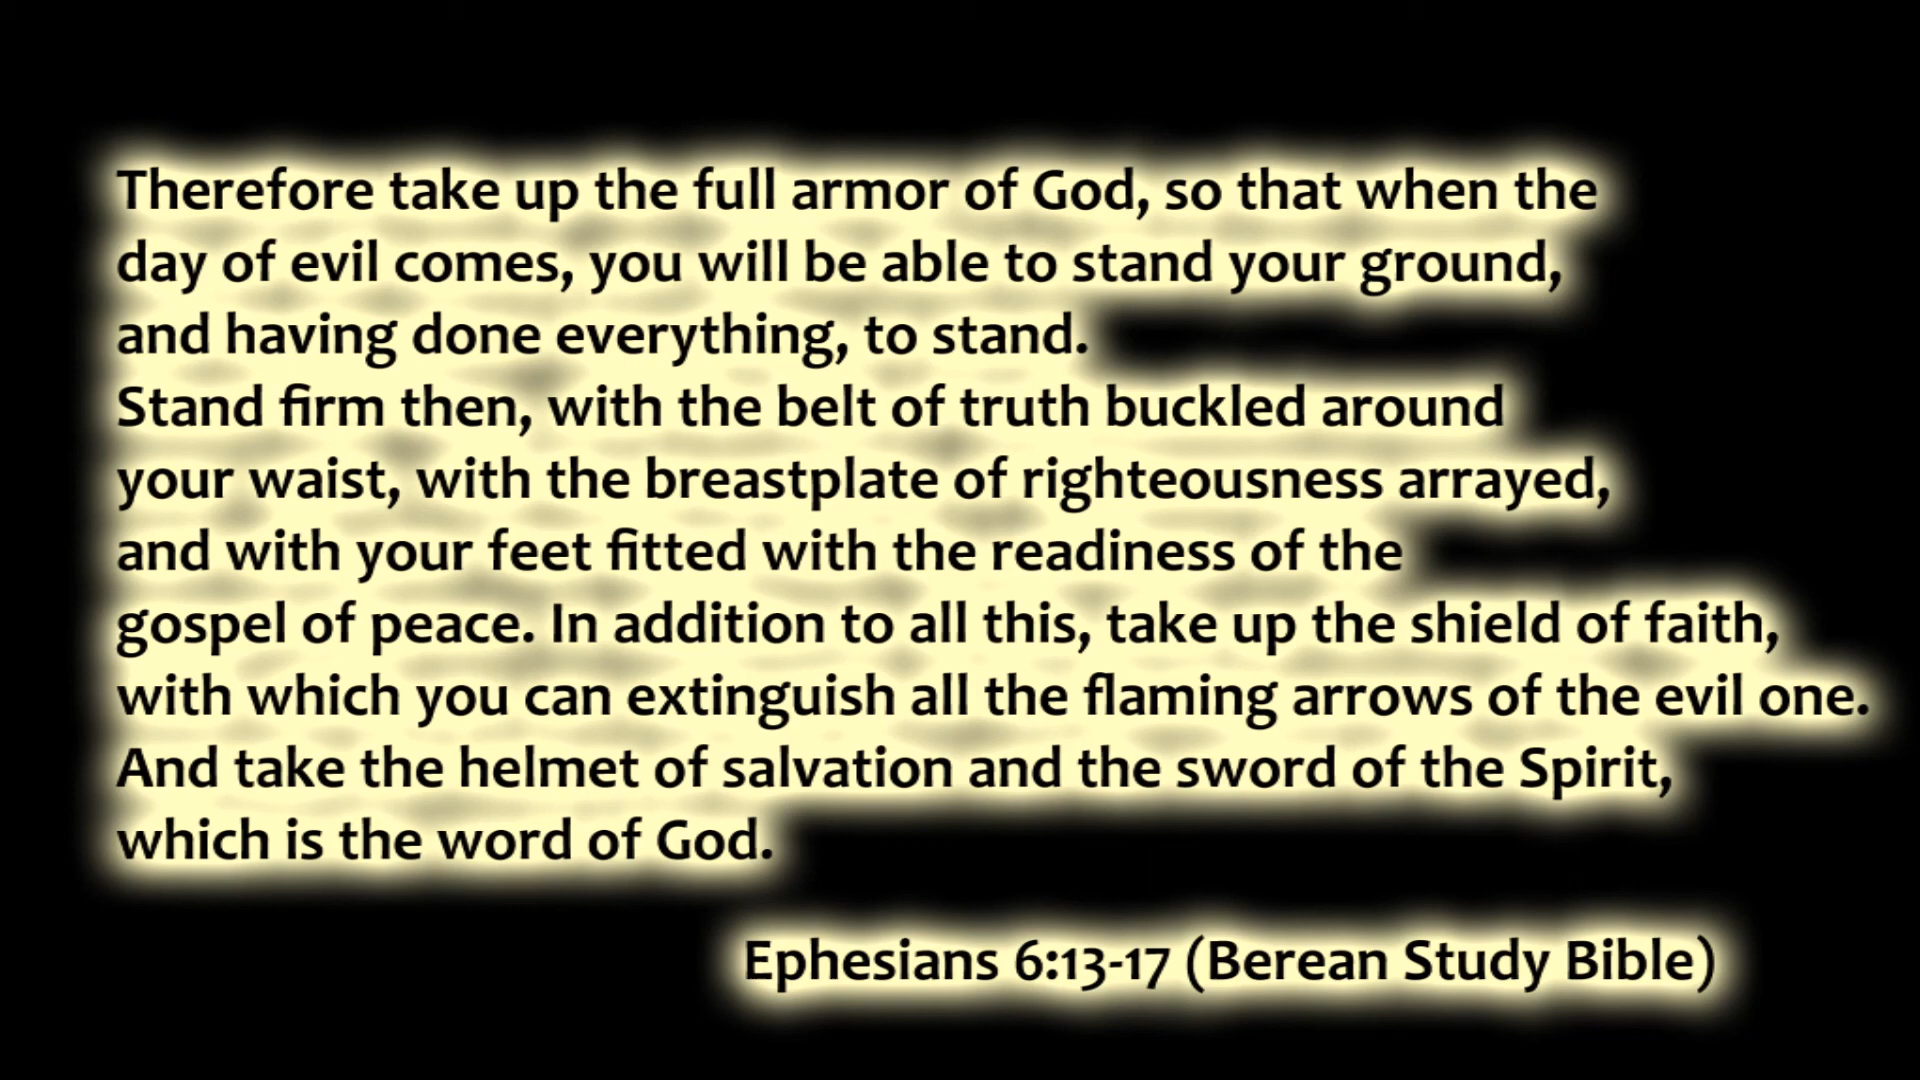 Therefore take up the full armor of God, so that when the
day of evil comes, you will be able to stand your ground,
and having done everything, to stand.
Stand firm then, with the belt of truth buckled around
your waist, with the breastplate of righteousness arrayed,
and with your feet fitted with the readiness of the
gospel of peace. In addition to all this, take up the shield of faith,
with which you can extinguish all the flaming arrows of the evil one.
And take the helmet of salvation and the sword of the Spirit,
which is the word of God.
Ephesians 6:13-17 (Berean Study Bible)